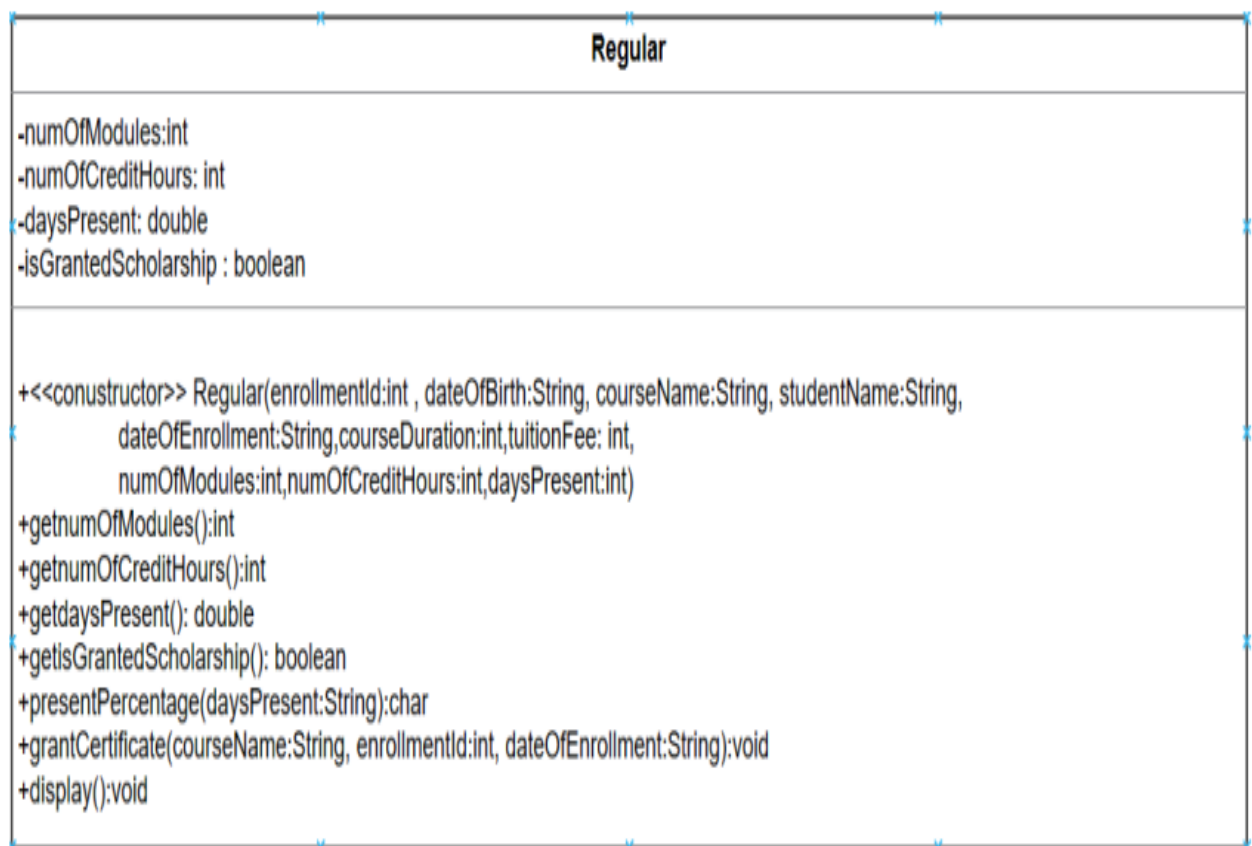 Regular
-numOfModules:int
-numOfCreditHours: int
-daysPresent: double
-isGrantedScholarship : boolean
+<<conustructor>> Regular(enrollmentId:int , dateOfBirth:String, courseName:String, studentName:String,
dateOfEnrollment:String,courseDuration:int,tuitionFee: int,
numOfModules:int,numOfCreditHours:int,daysPresent:int)
+getnumOfModules():int
+getnumOfCreditHours():int
+getdaysPresent(): double
+getisGrantedScholarship(): boolean
+presentPercentage(daysPresent:String):char
+grantCertificate(courseName:String, enrollmentId:int, dateOfEnrollment:String):void
+display():void